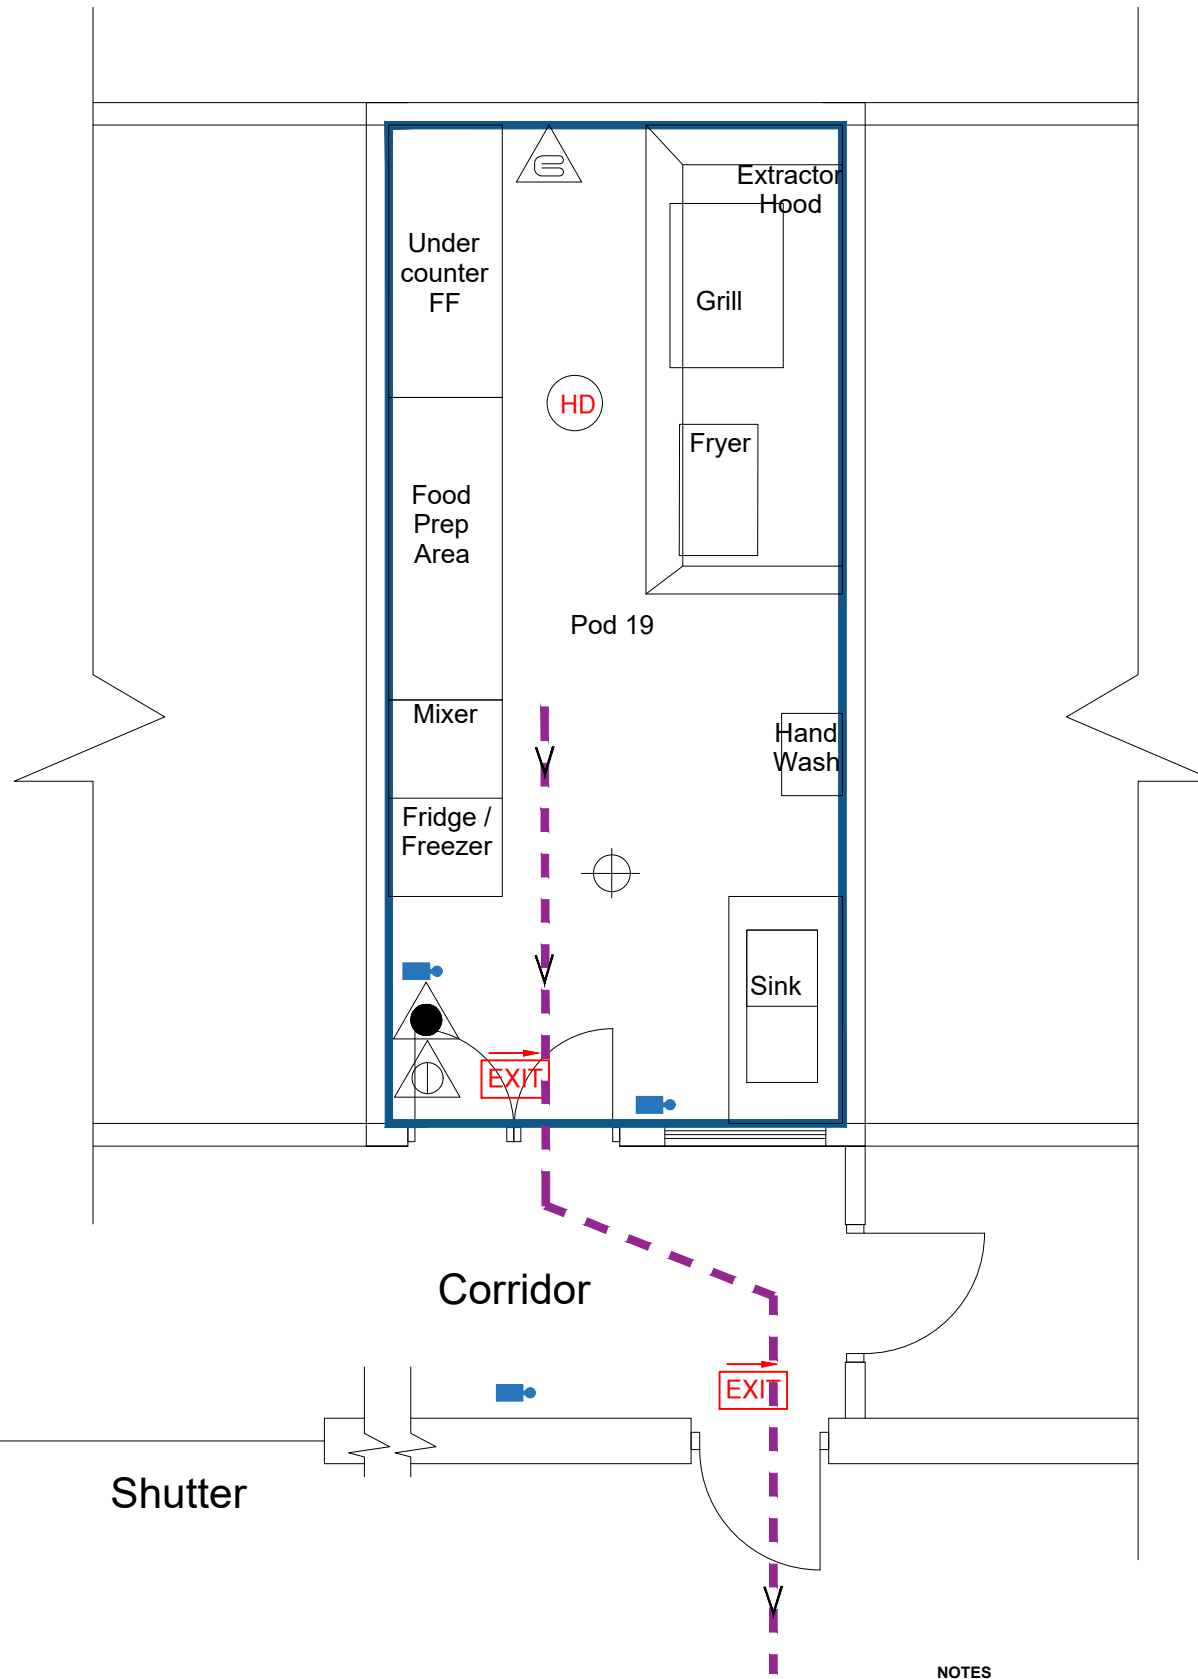 Extractor
Hood
Under
counter
FF
Grill
HD
Fryer
Food
Prep
Area
Pod 19
Mixer
Hand
Wash
Fridge /
Freezer
Sink
EXIT
Corridor
EXIT
Shutter
NOTES